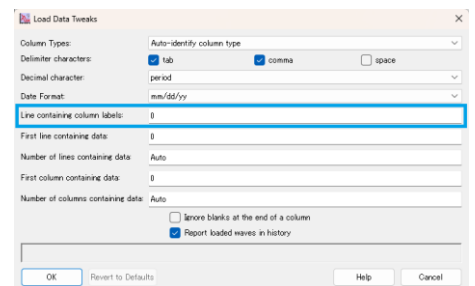 Load Data Tweaks
Column Types: Auto-identify column type
Delimiter characters: tab comma space
Decimal character: period
Date Format: mm/dd/yy
Line containing column labels: 0
First line containing data: 0
Number of lines containing data: Auto
First column containing data: 0
Number of columns containing data: Auto
Ignore blanks at the end of a column
Report loaded waves in history
OK Revert to Defaults Help Cancel